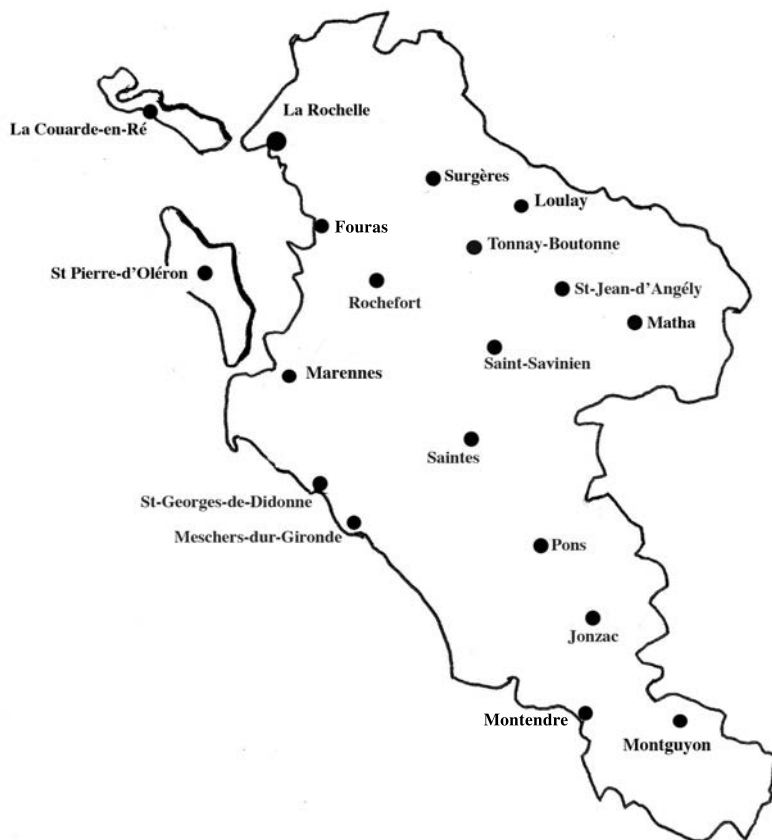 La Rochelle
La Couarde-en-Ré
Surgères
Loulay
Fouras
Tonnay-Boutonne
St Pierre-d'Oléron
Rochefort
St-Jean-d'Angély
Matha
Saint-Savinien
Marennes
Saintes
St-Georges-de-Didonne
Meschers-dur-Gironde
Pons
Jonzac
Montendre
Montguyon